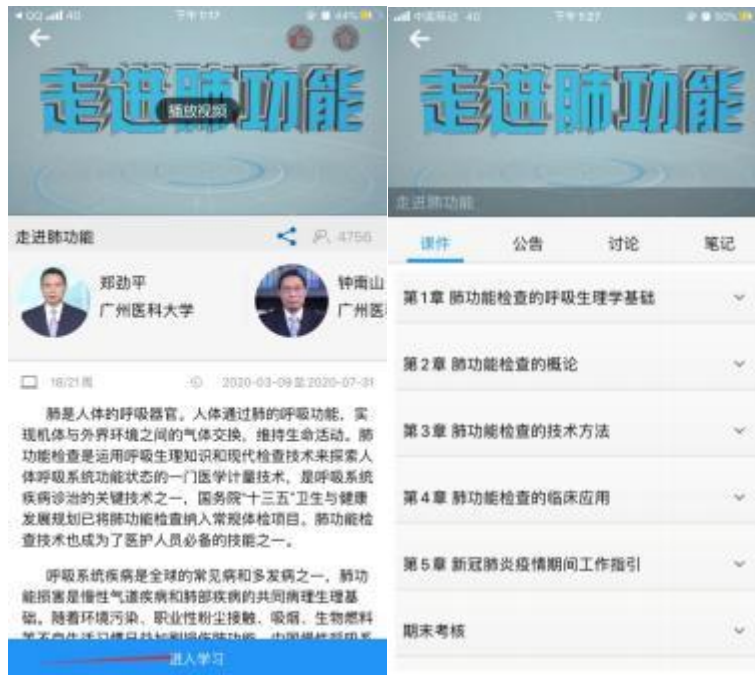 QQ 4G 下午1:17 44%
走进肺功能
播放视频
走进肺功能
4756
郑劲平
广州医科大学
钟南山
广州医
18/21周
2020-03-09至2020-07-31
肺是人体的呼吸器官。人体通过肺的呼吸功能，实
现机体与外界环境之间的气体交换，维持生命活动。肺
功能检查是运用呼吸生理知识和现代检查技术来探索人
体呼吸系统功能状态的一门医学计量技术，是呼吸系统
疾病诊治的关键技术之一，国务院“十三五”卫生与健康
发展规划已将肺功能检查纳入常规体检项目。肺功能检
查技术也成为了医护人员必备的技能之一。
呼吸系统疾病是全球的常见病和多发病之一，肺功
能损害是慢性气道疾病和肺部疾病的共同病理生理基
础。随着环境污染、职业性粉尘接触、吸烟、生物燃料
进入学习
中国移动 4G 下午1:27 50%
走进肺功能
走进肺功能
课件 公告 讨论 笔记
第1章 肺功能检查的呼吸生理学基础
第2章 肺功能检查的概论
第3章 肺功能检查的技术方法
第4章 肺功能检查的临床应用
第5章 新冠肺炎疫情期间工作指引
期末考核